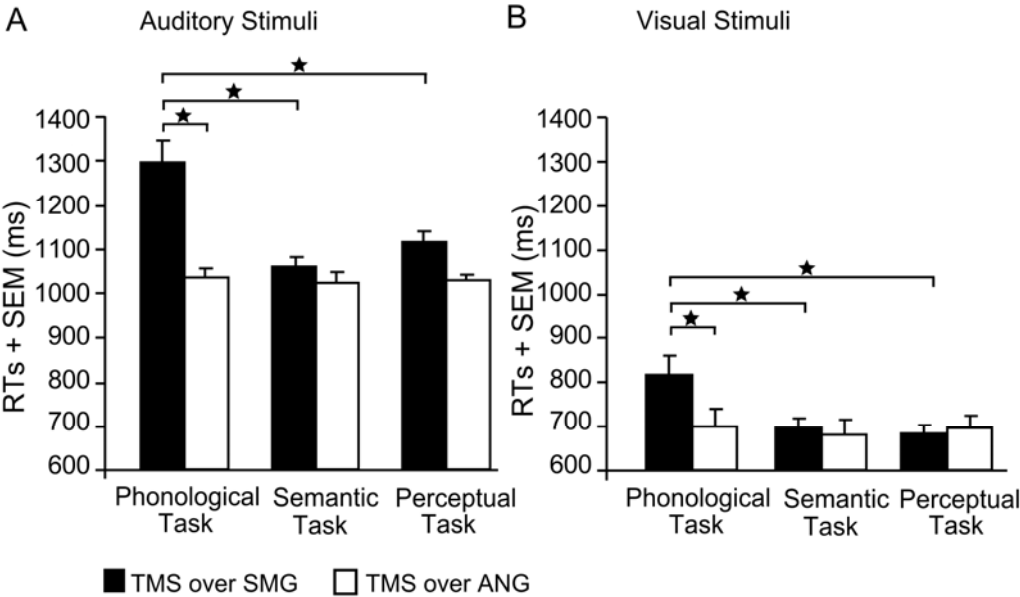 A
Auditory Stimuli
RTs + SEM (ms)
1400
1300
1200
1100
1000
900
800
700
600
Phonological Task
Semantic Task
Perceptual Task
B
Visual Stimuli
RTs + SEM (ms)
1400
1300
1200
1100
1000
900
800
700
600
Phonological Task
Semantic Task
Perceptual Task
TMS over SMG
TMS over ANG